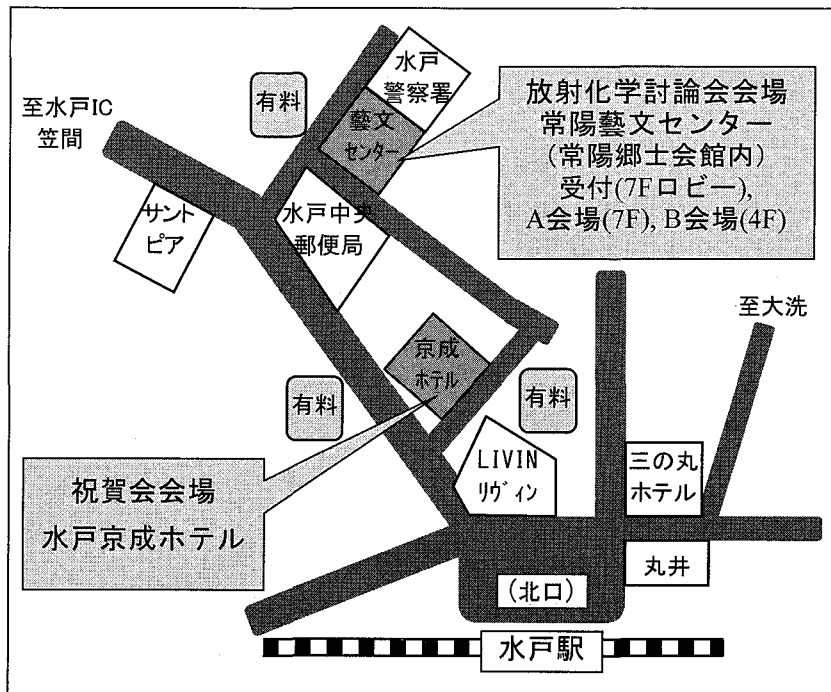 水戸
警察署
有料
藝文
センター
放射化学討論会会場
常陽藝文センター
（常陽郷士会館内）
受付(7Fロビー),
A会場(7F), B会場(4F)
至水戸IC
笠間
サント
ピア
水戸中央
郵便局
至大洗
京成
ホテル
有料
有料
LIVIN
リヴィン
三の丸
ホテル
祝賀会会場
水戸京成ホテル
丸井
（北口）
水戸駅